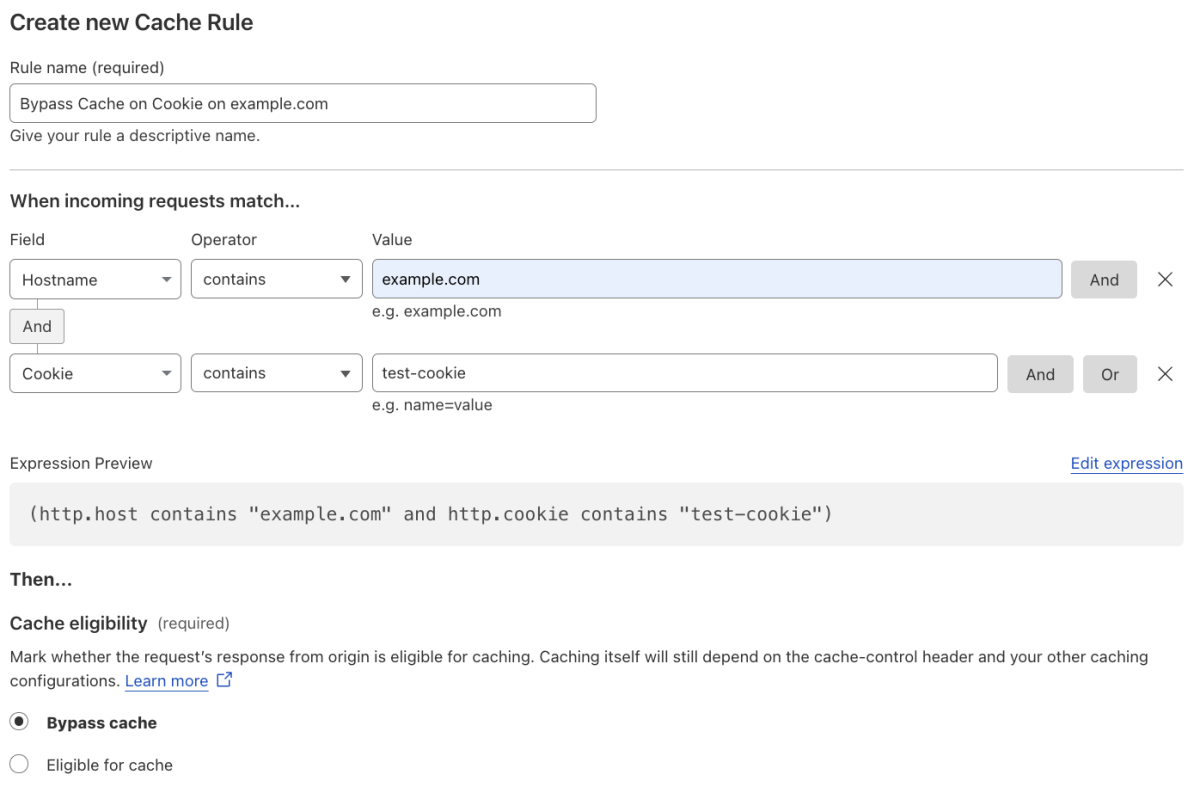 Create new Cache Rule
Rule name (required)
Bypass Cache on Cookie on example.com
Give your rule a descriptive name.
When incoming requests match...
Field Operator Value
Hostname contains example.com And
e.g. example.com
And
Cookie contains test-cookie And Or
e.g. name=value
Expression Preview Edit expression
(http.host contains "example.com" and http.cookie contains "test-cookie")
Then...
Cache eligibility (required)
Mark whether the request's response from origin is eligible for caching. Caching itself will still depend on the cache-control header and your other caching
configurations. Learn more
Bypass cache
Eligible for cache